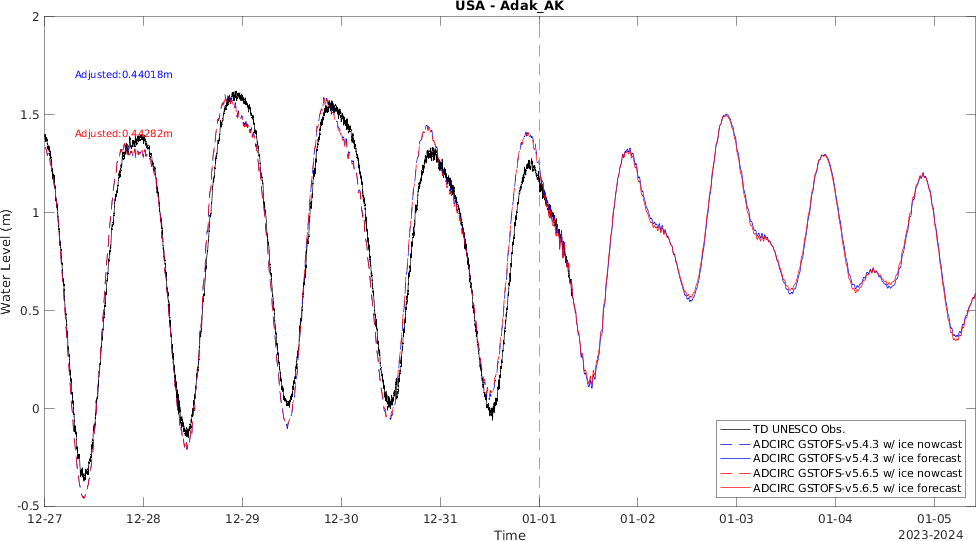 USA - Adak_AK
2
1.5
1
0.5
0
-0.5
Water Level (m)
Adjusted:0.44018m
Adjusted:0.44282m
TD UNESCO Obs.
ADCIRC GSTOFS-v5.4.3 w/ ice nowcast
ADCIRC GSTOFS-v5.4.3 w/ ice forecast
ADCIRC GSTOFS-v5.6.5 w/ ice nowcast
ADCIRC GSTOFS-v5.6.5 w/ ice forecast
12-27 12-28 12-29 12-30 12-31 01-01 01-02 01-03 01-04 01-05
Time
2023-2024